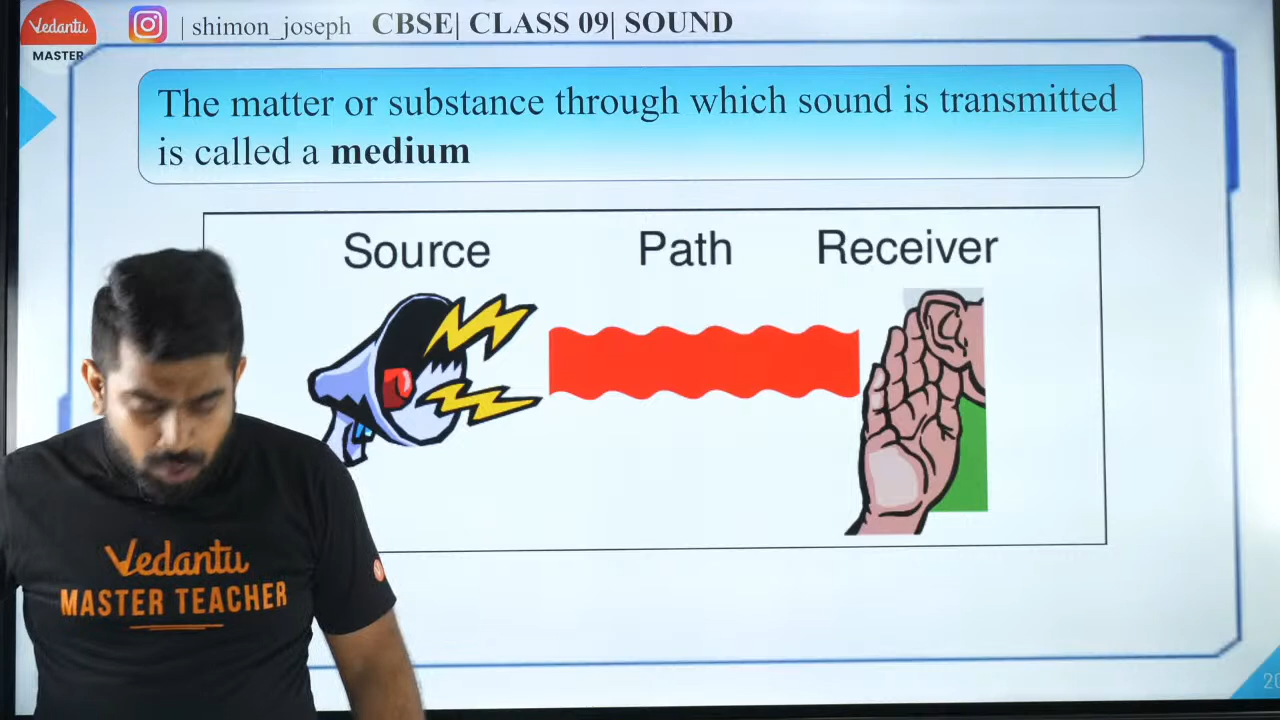 Vedantu
MASTER
| shimon_joseph CBSE| CLASS 09| SOUND
The matter or substance through which sound is transmitted
is called a medium
Source Path Receiver
Vedantu
MASTER TEACHER